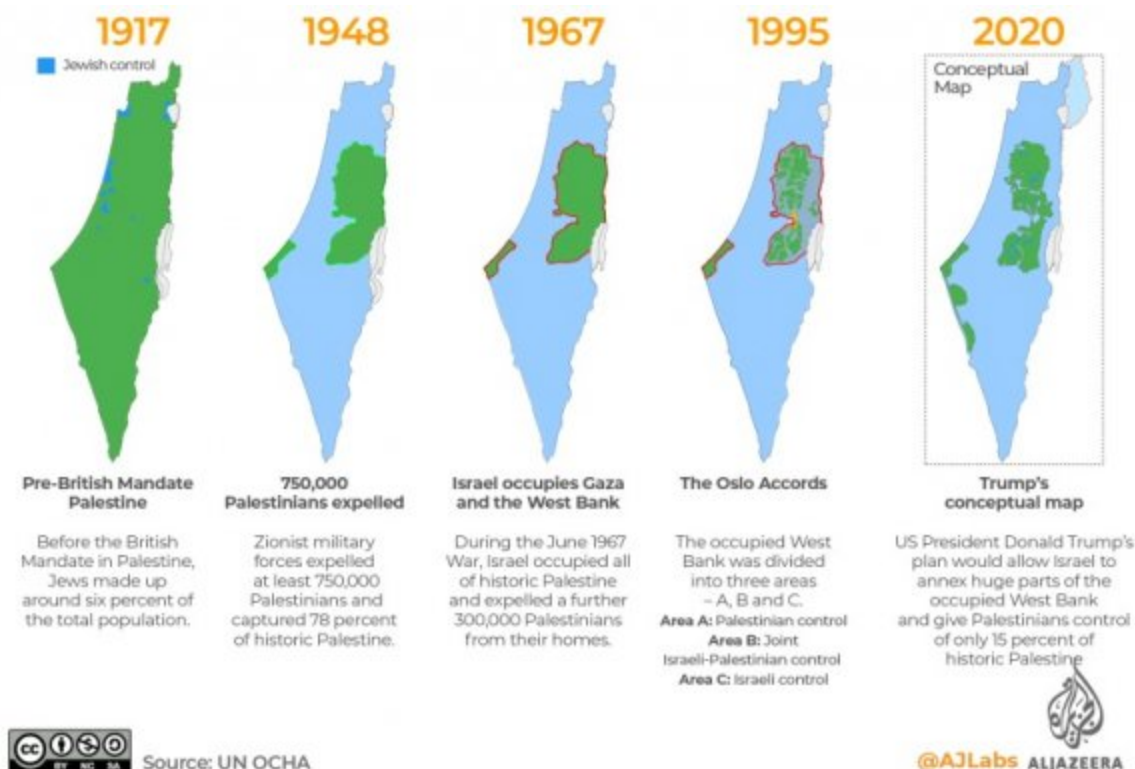 1917
1948
1967
1995
2020
Jewish control
Conceptual
Map
Pre-British Mandate
Palestine
Before the British
Mandate in Palestine,
Jews made up
around six percent of
the total population.
750,000
Palestinians expelled
Zionist military
forces expelled
at least 750,000
Palestinians and
captured 78 percent
of historic Palestine.
Israel occupies Gaza
and the West Bank
During the June 1967
War, Israel occupied all
of historic Palestine
and expelled a further
300,000 Palestinians
from their homes.
The Oslo Accords
The occupied West
Bank was divided
into three areas
– A, B and C.
Area A: Palestinian control
Area B: Joint
Israeli-Palestinian control
Area C: Israeli control
Trump's
conceptual map
US President Donald Trump's
plan would allow Israel to
annex huge parts of the
occupied West Bank
and give Palestinians control
of only 15 percent of
historic Palestine
cc
BY NC SA
Source: UN OCHA
@AJLabs
الجزيرة
ALJAZEERA